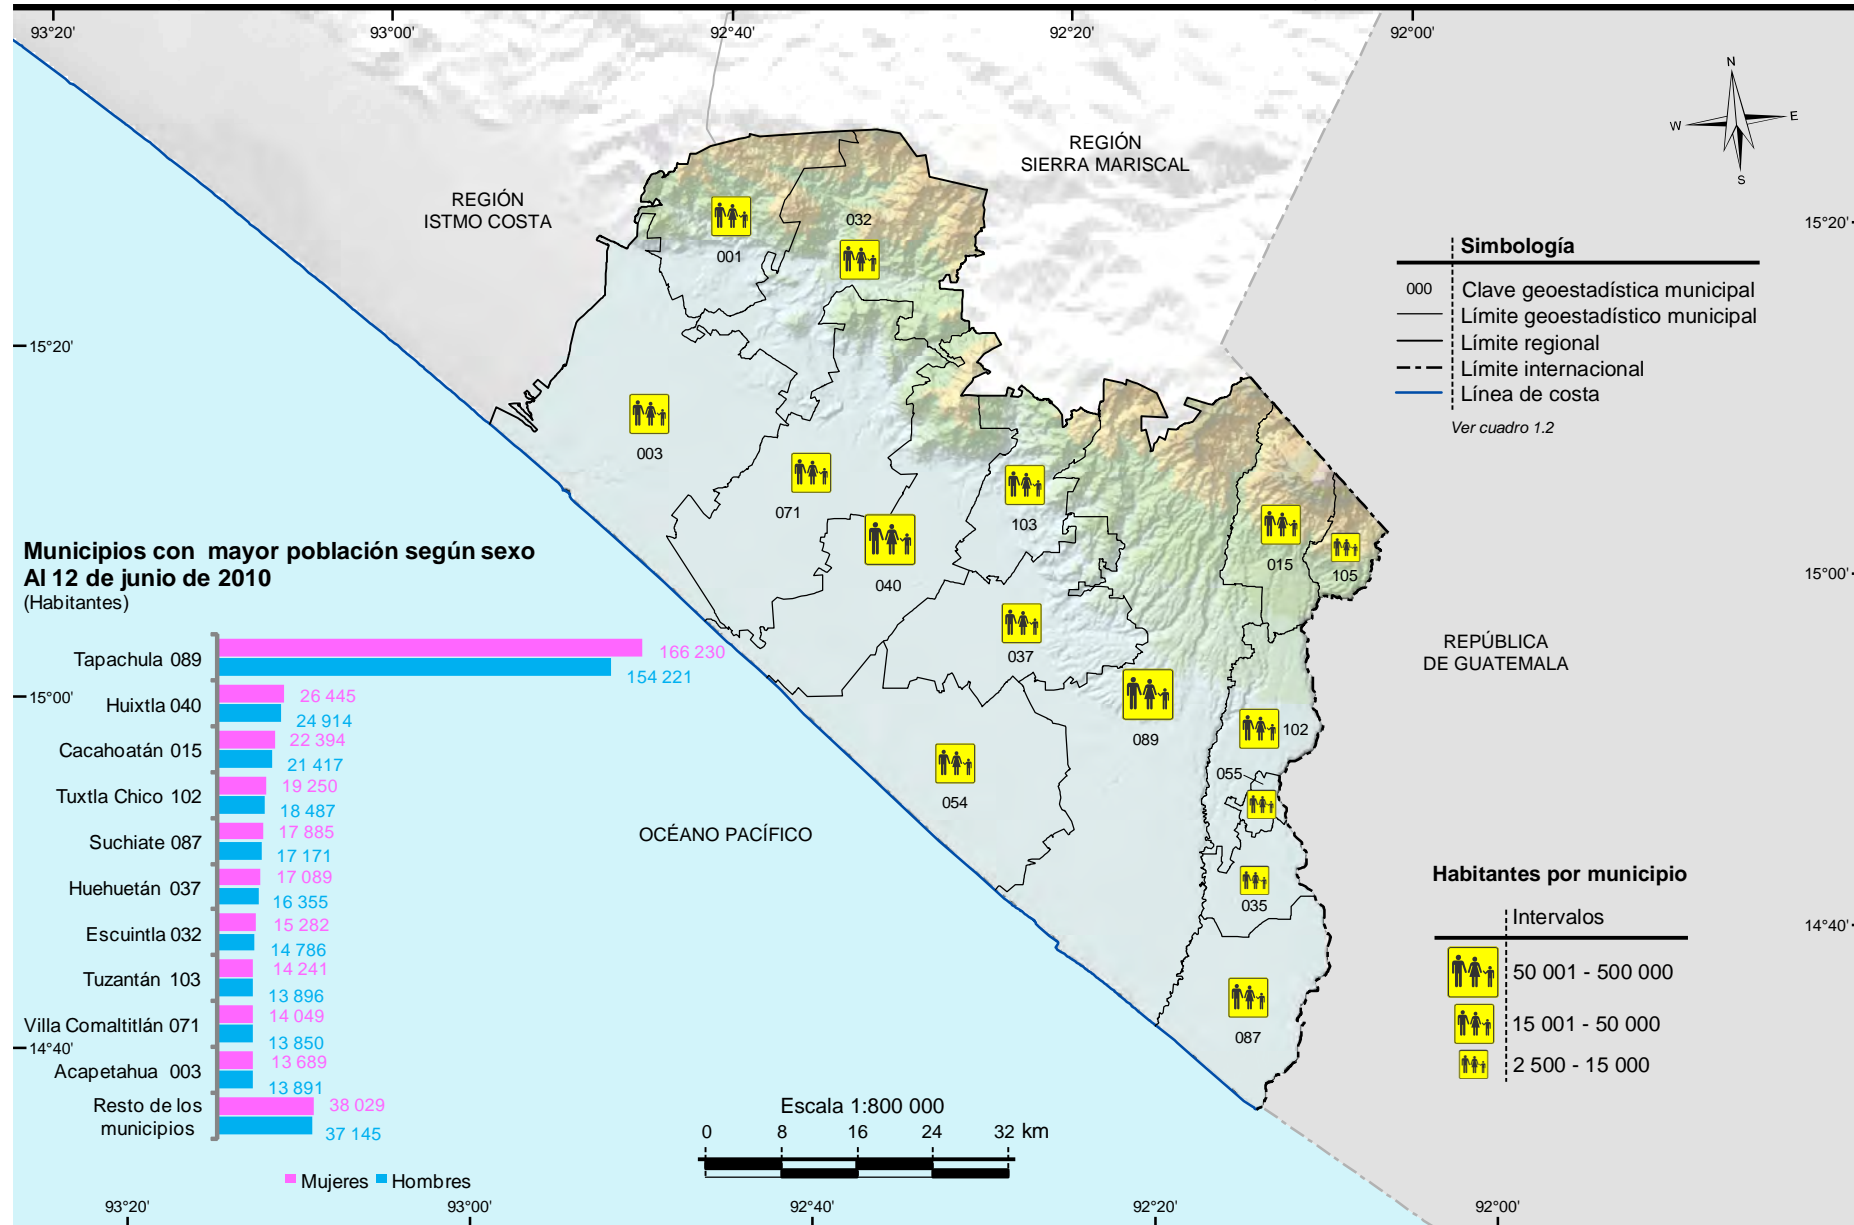 93°20'
93°00'
92°40'
92°20'
92°00'
N
W
E
S
REGIÓN
SIERRA MARISCAL
REGIÓN
ISTMO COSTA
032
001
15°20'
15°20'
Simbología
000 Clave geoestadística municipal
Límite geoestadístico municipal
Límite regional
Límite internacional
Línea de costa
Ver cuadro 1.2
003
071
103
040
015
105
15°00'
037
REPÚBLICA
DE GUATEMALA
089
102
055
054
035
087
OCÉANO PACÍFICO
Municipios con mayor población según sexo
Al 12 de junio de 2010
(Habitantes)
Tapachula 089
166 230
154 221
15°00'
Huixtla 040
26 445
24 914
Cacahoatán 015
22 394
21 417
Tuxtla Chico 102
19 250
18 487
Suchiate 087
17 885
17 171
Huehuetán 037
17 089
16 355
Escuintla 032
15 282
14 786
Tuzantán 103
14 241
13 896
Villa Comaltitlán 071
14 049
13 850
14°40'
Acapetahua 003
13 689
13 891
Resto de los
municipios
38 029
37 145
Mujeres Hombres
Habitantes por municipio
14°40'
Intervalos
50 001 - 500 000
15 001 - 50 000
2 500 - 15 000
Escala 1:800 000
0 8 16 24 32 km
93°20'
93°00'
92°40'
92°20'
92°00'